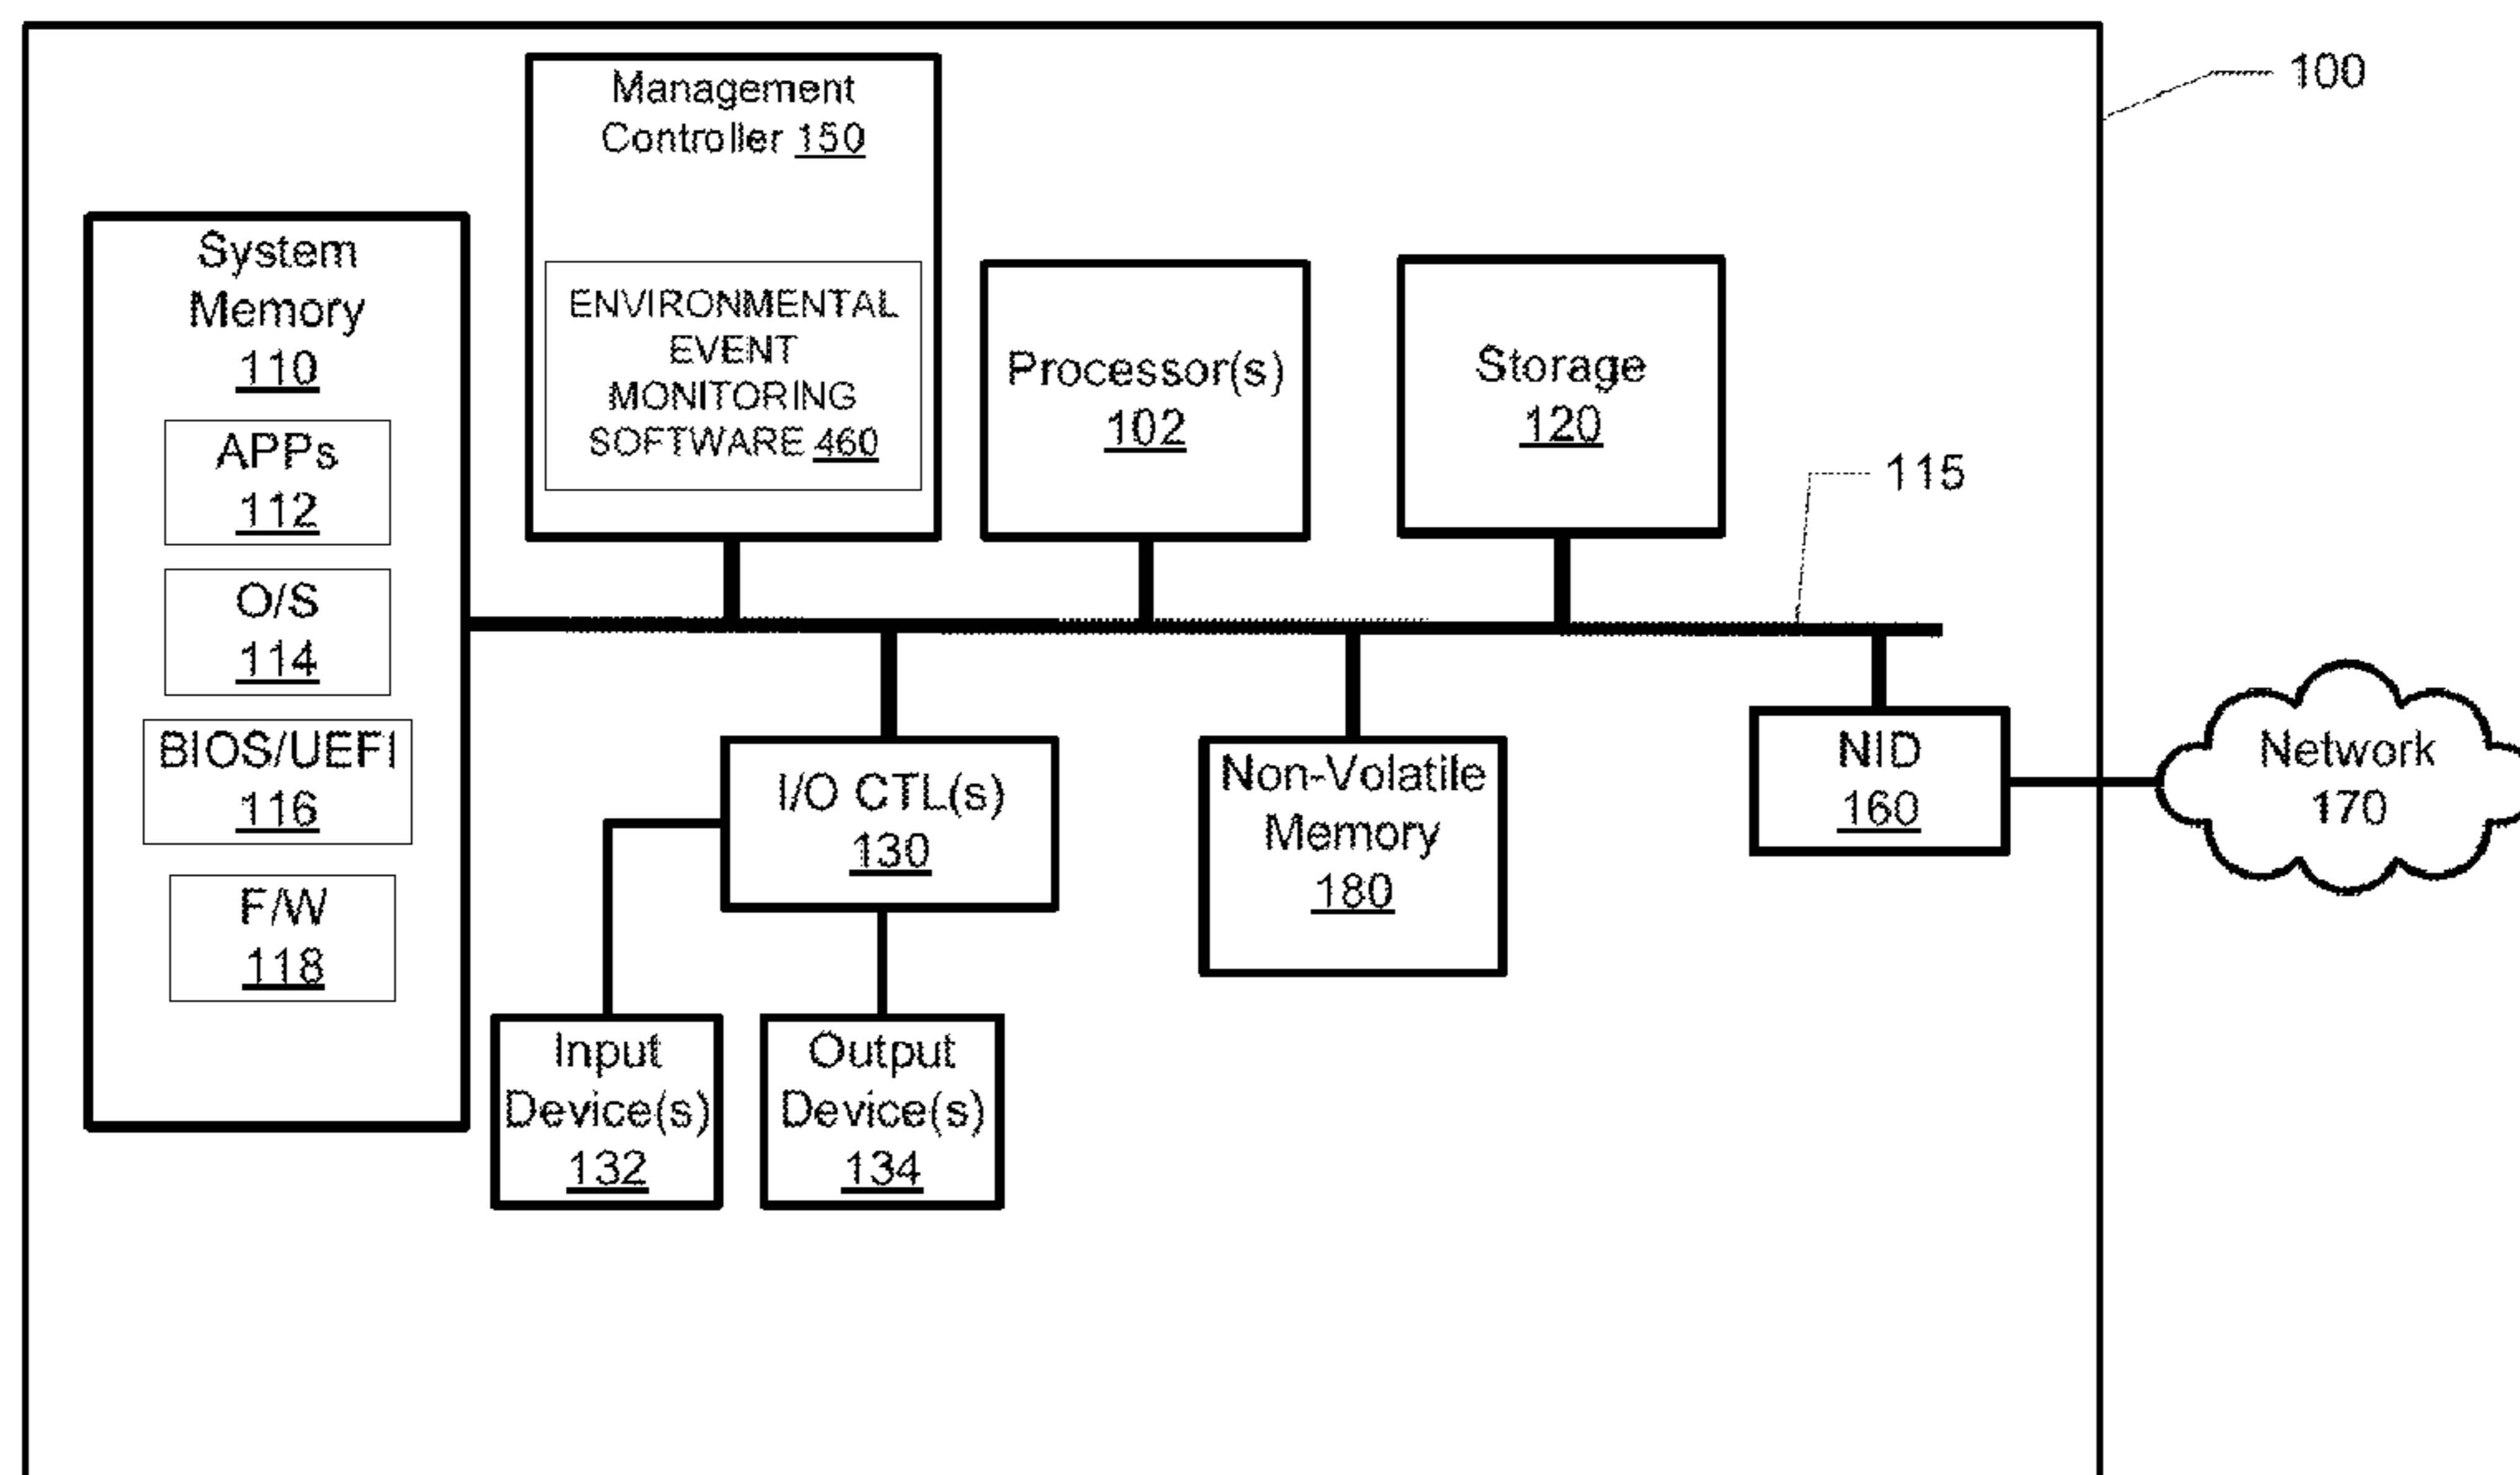 100
Management
Controller 150
ENVIRONMENTAL
EVENT
MONITORING
SOFTWARE 460
System
Memory
110
APPs
112
O/S
114
BIOS/UEFI
116
F/W
118
Processor(s)
102
Storage
120
115
I/O CTL(s)
130
Non-Volatile
Memory
180
NID
160
Network
170
Input
Device(s)
132
Output
Device(s)
134